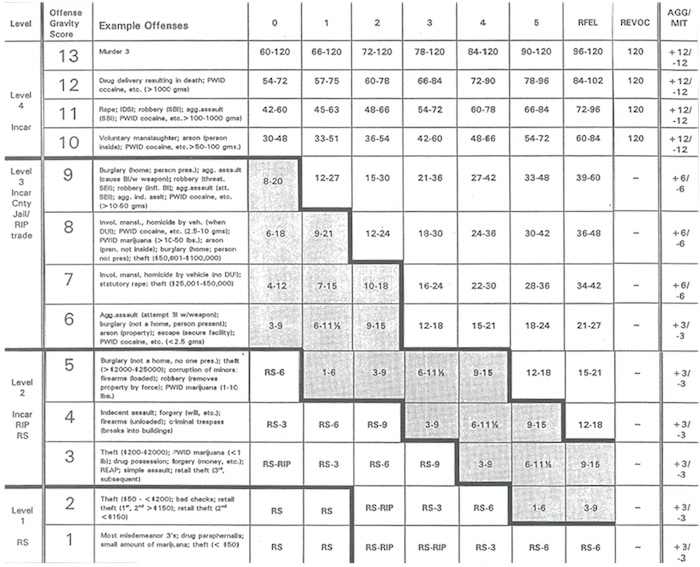 Level Offense Gravity Score Example Offenses 0 1 2 3 4 5 RFEL REVOC AGG/ MIT
Level 4 Incar
13 Murder 3 60-120 66-120 72-120 78-120 84-120 90-120 96-120 120 +12/ -12
12 Drug delivery resulting in death; PWID cocaine, etc. (>1000 gms) 54-72 57-75 60-78 66-84 72-90 78-96 84-102 120 +12/ -12
11 Rape; IDSI; robbery (SBI); agg.assault (SBI); PWID cocaine, etc.>100-1000 gms) 42-60 45-63 48-66 54-72 60-78 66-84 72-96 120 +12/ -12
10 Voluntary manslaughter; arson (person inside); PWID cocaine, etc.>50-100 gms.) 30-48 33-51 36-54 42-60 48-66 54-72 60-84 120 +12/ -12
Level 3 Incar Cnty Jail/ RIP trade
9 Burglary (home; person pres.); agg. assault (cause BI/w weapon); robbery (threat. SBI); robbery (infl. BI); agg.assault (att. SBI); agg. ind. asslt; PWID cocaine, etc. (>10-50 gms) 8-20 12-27 15-30 21-36 27-42 33-48 39-60 ~ +6/ -6
8 Invol. mansl., homicide by veh. (when DUI); PWID cocaine, etc. (2.5-10 gms); PWID marijuana (>10-50 lbs.); arson (prsn. not inside); burglary (home; person not pres); theft ($50,001-$100,000) 6-18 9-21 12-24 18-30 24-36 30-42 36-48 ~ +6/ -6
7 Invol. mansl, homicide by vehicle (no DUI); statutory rape; theft ($25,001-$50,000) 4-12 7-15 10-18 16-24 22-30 28-36 34-42 ~ +6/ -6
6 Agg.assault (attempt BI w/weapon); burglary (not a home, person present); arson (property); escape (secure facility); PWID cocaine, etc. (<2.5 gms) 3-9 6-11½ 9-15 12-18 15-21 18-24 21-27 ~ +3/ -3
Level 2 Incar RIP RS
5 Burglary (not a home, no one pres.); theft (>$2000-$25000); corruption of minors; firearms (loaded); robbery (removes property by force); PWID marijuana (1-10 lbs.) RS-6 1-6 3-9 6-11½ 9-15 12-18 15-21 ~ +3/ -3
4 Indecent assault; forgery (will, etc.); firearms (unloaded); criminal trespass (breaks into buildings) RS-3 RS-6 RS-9 3-9 6-11½ 9-15 12-18 ~ +3/ -3
3 Theft ($200-$2000); PWID marijuana (<1 lb); drug possession; forgery (money, etc.); REAP; simple assault; retail theft (3rd, subsequent) RS-RIP RS-3 RS-6 RS-9 3-9 6-11½ 9-15 ~ +3/ -3
Level 1 RS
2 Theft ($50 - <$200); bad checks; retail theft (1st, 2nd >$150); retail theft (2nd <$150) RS RS RS-RIP RS-3 RS-6 1-6 3-9 ~ +3/ -3
1 Most misdemeanor 3's; drug paraphernalia; small amount of marijuana; theft (< $50) RS RS RS-RIP RS-RIP RS-3 RS-6 RS-6 ~ +3/ -3